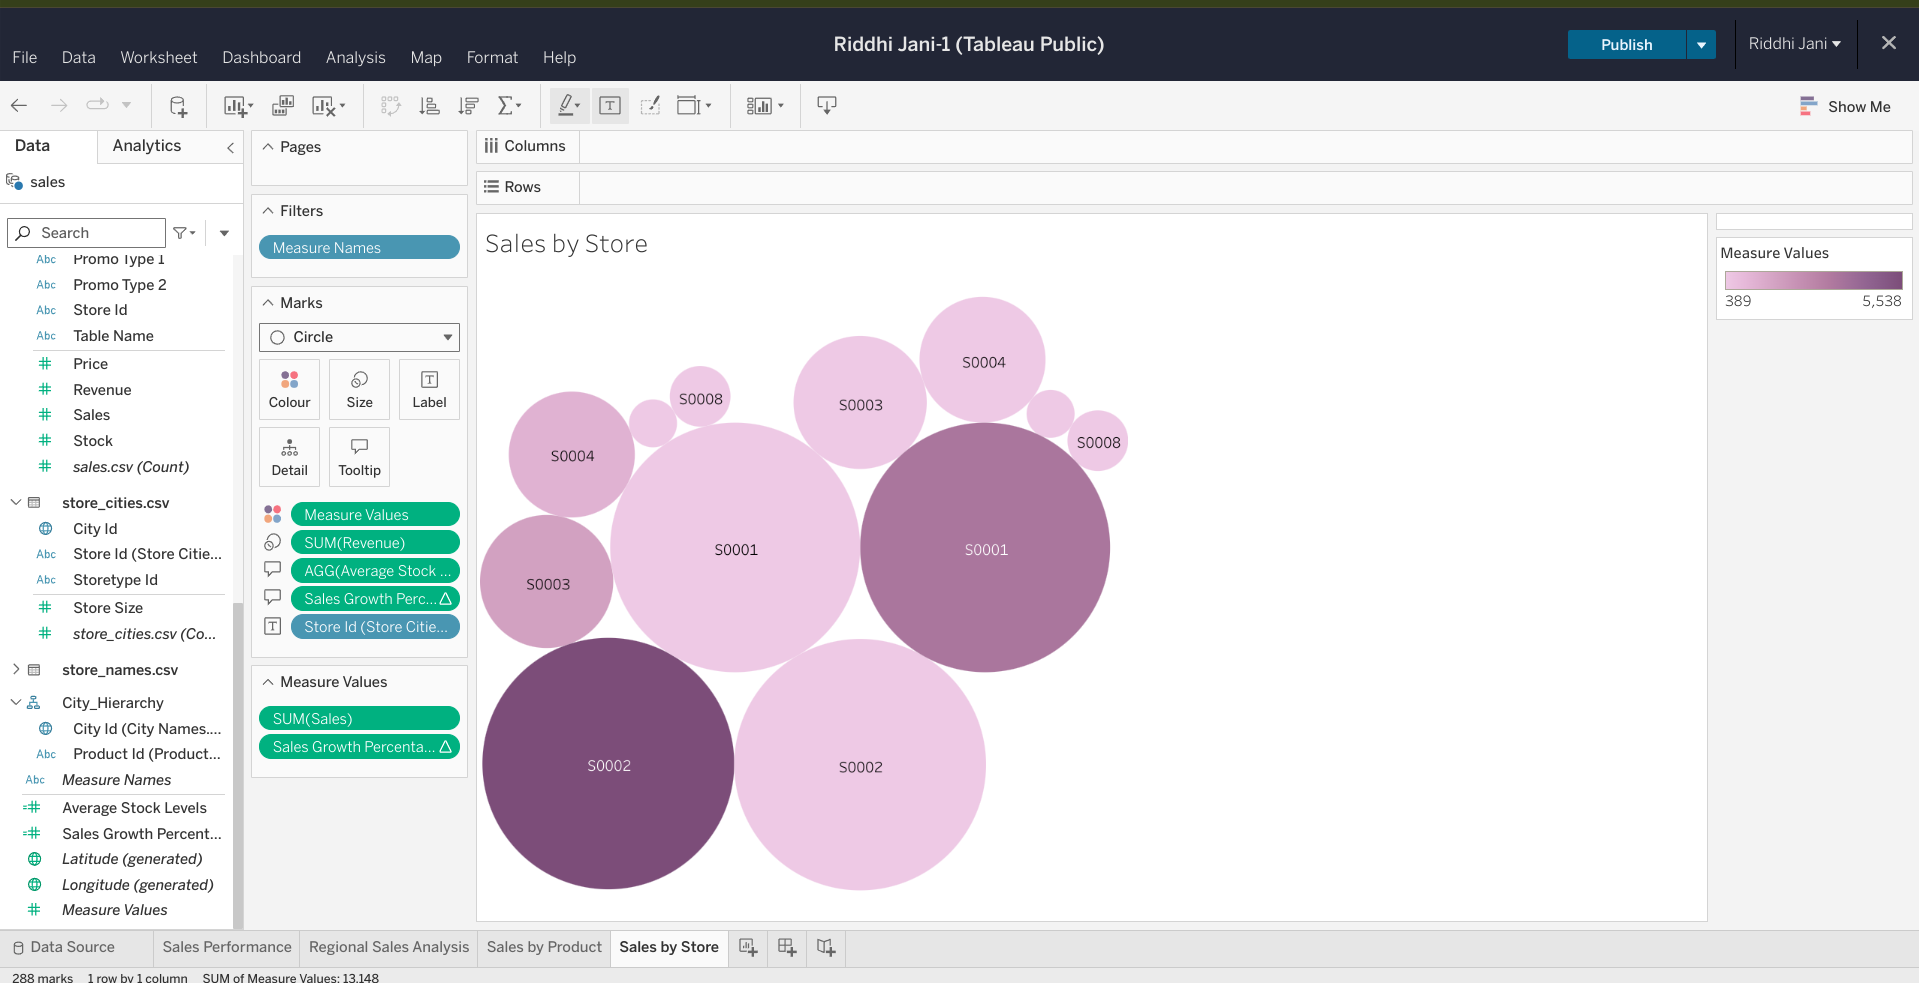 Riddhi Jani-1 (Tableau Public)
File Data Worksheet Dashboard Analysis Map Format Help
Publish
Riddhi Jani
Show Me
Data
Analytics
sales
Search
Abc Promo Type 1
Abc Promo Type 2
Abc Store Id
Abc Table Name
Price
Revenue
Sales
Stock
sales.csv (Count)
store_cities.csv
City Id
Abc Store Id (Store Citie...
Abc Storetype Id
Store Size
store_cities.csv (Co...
store_names.csv
City_Hierarchy
City Id (City Names....
Abc Product Id (Product...
Abc Measure Names
Average Stock Levels
Sales Growth Percent...
Latitude (generated)
Longitude (generated)
Measure Values
Pages
Filters
Measure Names
Marks
Circle
Colour
Size
Label
Detail
Tooltip
Measure Values
SUM(Revenue)
AGG(Average Stock ...
Sales Growth Perc...
Store Id (Store Citie...
Measure Values
SUM(Sales)
Sales Growth Percenta...
Columns
Rows
Sales by Store
S0004
S0008
S0003
S0004
S0008
S0001
S0001
S0003
S0002
S0002
Measure Values
389 5,538
Data Source
Sales Performance
Regional Sales Analysis
Sales by Product
Sales by Store
288 marks 1 row by 1 column SUM of Measure Values: 13,148